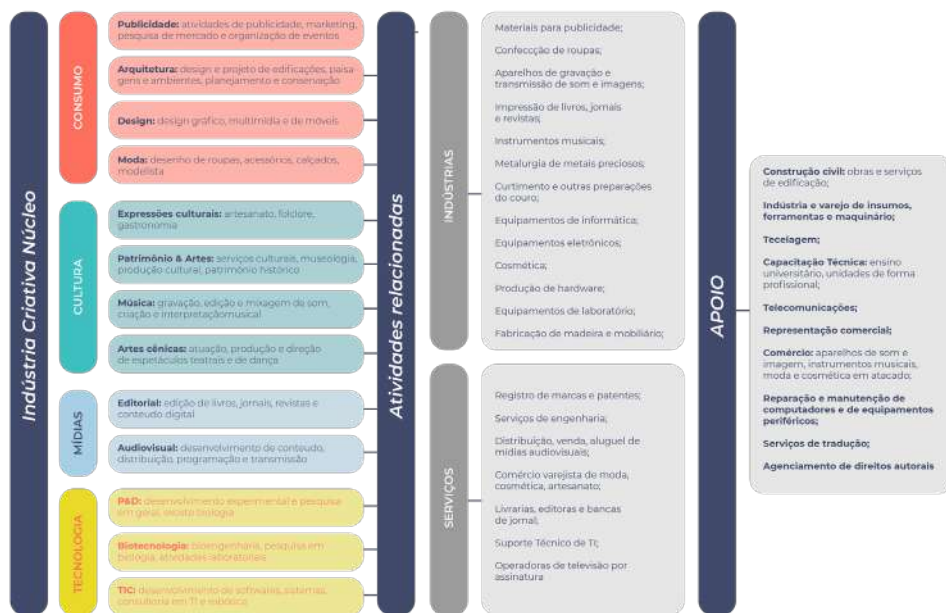 Indústria Criativa Núcleo
CONSUMO
Publicidade: atividades de publicidade, marketing,
pesquisa de mercado e organização de eventos
Arquitetura: design e projeto de edificações, paisa-
gens e ambientes, planejamento e conservação
Design: design gráfico, multimídia e de móveis
Moda: desenho de roupas, acessórios, calçados,
modelista
CULTURA
Expressões culturais: artesanato, folclore,
gastronomia
Patrimônio & Artes: serviços culturais, museologia,
produção cultural, patrimônio histórico
Música: gravação, edição e mixagem de som,
criação e interpretaçãomusical
Artes cênicas: atuação, produção e direção
de espetáculos teatrais e de dança
MÍDIAS
Editorial: edição de livros, jornais, revistas e
conteudo digital
Audiovisual: desenvolvimento de conteudo,
distribuição, programação e transmissão
TECNOLOGIA
P&D: desenvolvimento experimental e pesquisa
em geral, exceto biologia
Biotecnologia: bioengenharia, pesquisa em
biologia, laboratoriais
TIC: desenvolvimento de softwares, sistemas,
consultoria em TI e robótica
Atividades relacionadas
INDÚSTRIAS
Materiais para publicidade;
Confeccção de roupas;
Aparelhos de gravação e
transmissão de som e imagens;
Impressão de livros, jornais
e revistas;
Instrumentos musicais;
Metalurgia de metais preciosos;
Curtimento e outras preparações
do couro;
Equipamentos de informática;
Equipamentos eletrônicos;
Cosmética;
Produção de hardware;
Equipamentos de laboratório;
Fabricação de madeira e mobiliário;
SERVIÇOS
Registro de marcas e patentes;
Serviços de engenharia;
Distribuição, venda, aluguel de
mídias audiovisuais;
Comércio varejista de moda,
cosmética, artesanato;
Livrarias, editoras e bancas
de jornal;
Suporte Técnico de TI;
Operadoras de televisão por
assinatura
APOIO
Construção civil: obras e serviços
de edificação;
Indústria e varejo de insumos,
ferramentas e maquinário;
Tecelagem;
Capacitação Técnica: ensino
universitário, unidades de forma
profissional;
Telecomunicações;
Representação comercial;
Comércio: aparelhos de som e
imagem, instrumentos musicais,
moda e cosmética em atacado;
Reparação e manutenção de
computadores e de equipamentos
periféricos;
Serviços de tradução;
Agenciamento de direitos autorais